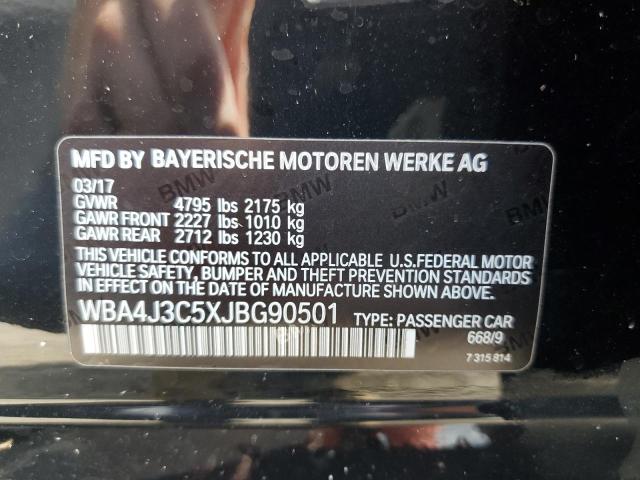 MFD BY BAYERISCHE MOTOREN WERKE AG
03/17
GVWR 4795 lbs 2175 kg
GAWR FRONT 2227 lbs 1010 kg
GAWR REAR 2712 lbs 1230 kg
THIS VEHICLE CONFORMS TO ALL APPLICABLE U.S.FEDERAL MOTOR
VEHICLE SAFETY, BUMPER AND THEFT PREVENTION STANDARDS
IN EFFECT ON THE DATE OF MANUFACTURE SHOWN ABOVE.
WBA4J3C5XJBG90501 TYPE: PASSENGER CAR
668/9
7 315 814